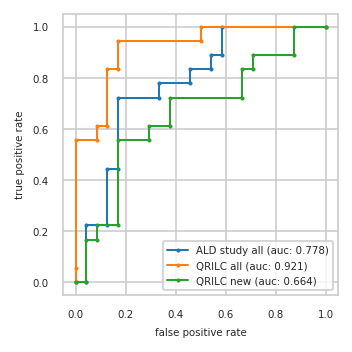 true positive rate
1.0
0.8
0.6
0.4
0.2
0.0
ALD study all (auc: 0.778)
QRILC all (auc: 0.921)
QRILC new (auc: 0.664)
0.0 0.2 0.4 0.6 0.8 1.0
false positive rate